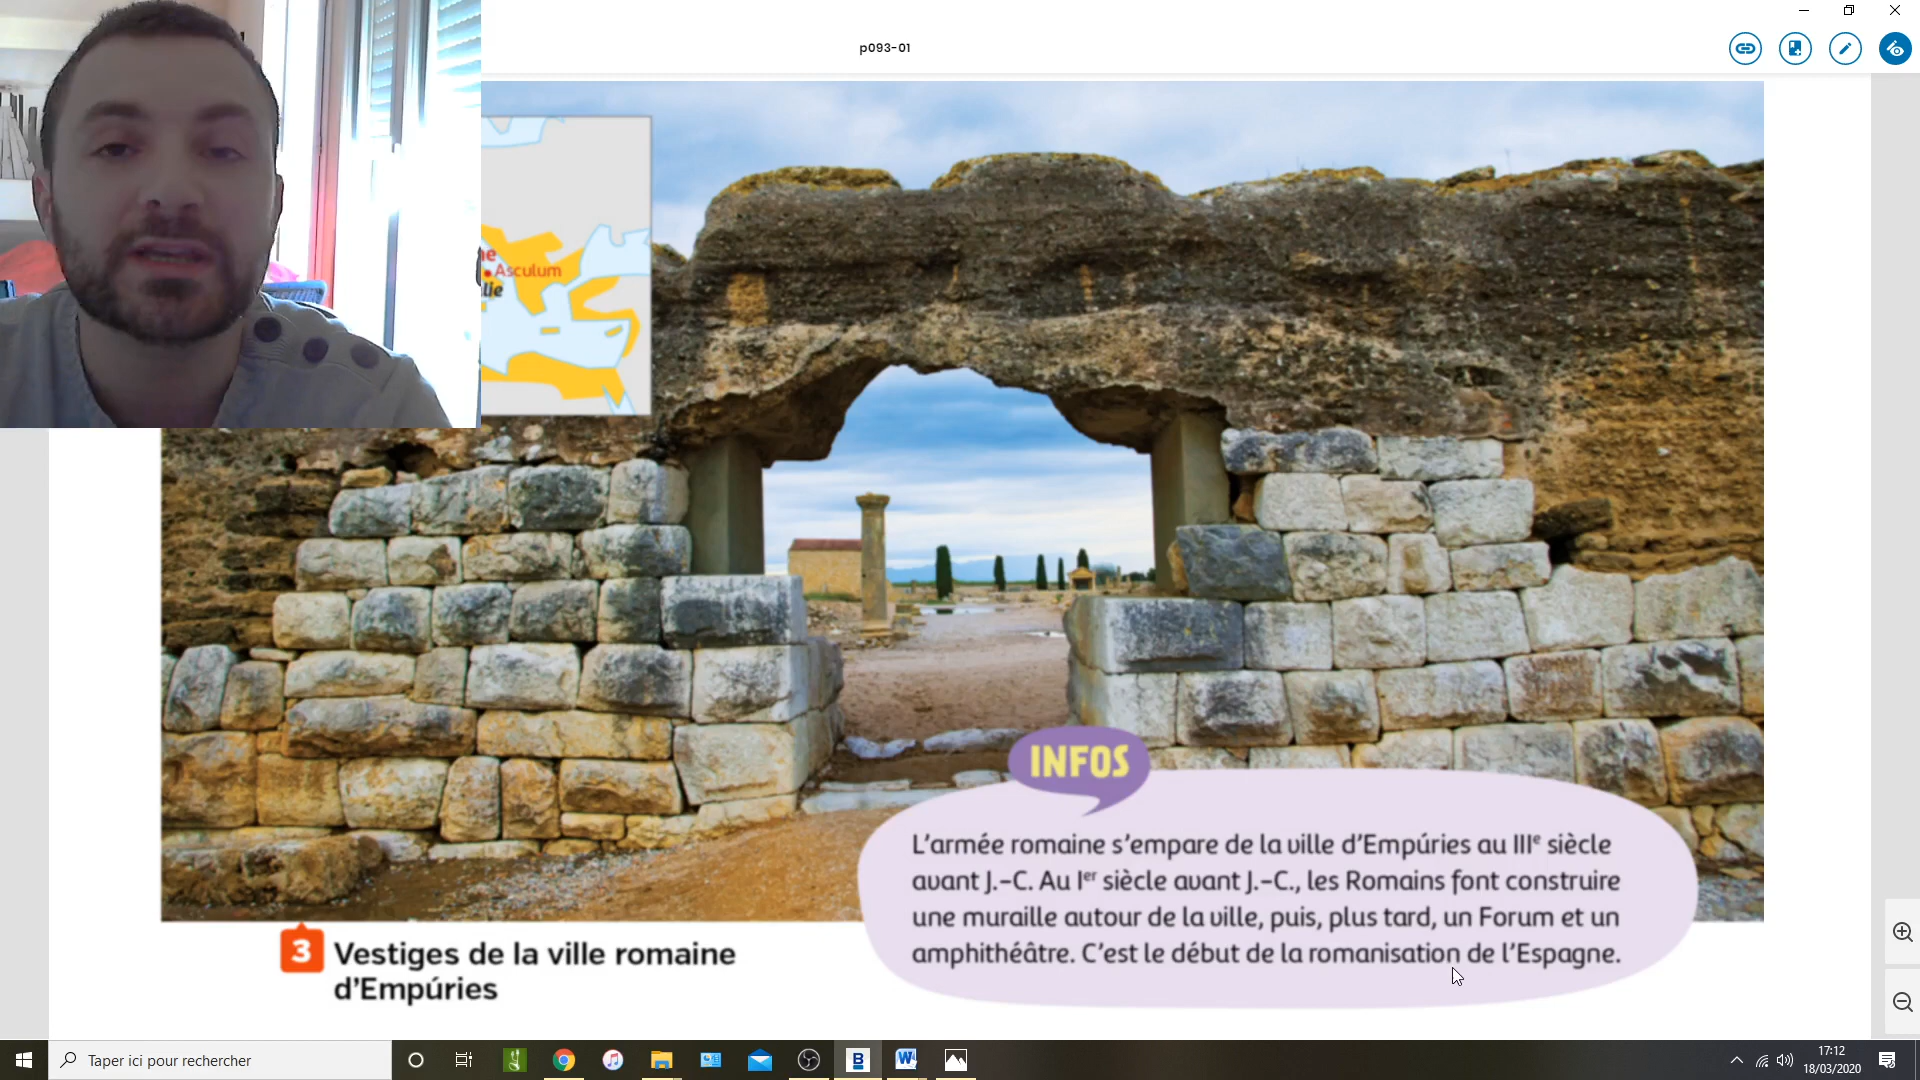 p093-01
ne
Asculum
lie
INFOS
L'armée romaine s'empare de la ville d'Empúries au IIIe siècle
avant J.-C. Au Ier siècle avant J.-C., les Romains font construire
une muraille autour de la ville, puis, plus tard, un Forum et un
amphithéâtre. C'est le début de la romanisation de l'Espagne.
3 Vestiges de la ville romaine
d'Empúries
Taper ici pour rechercher
B
W
17:12
18/03/2020